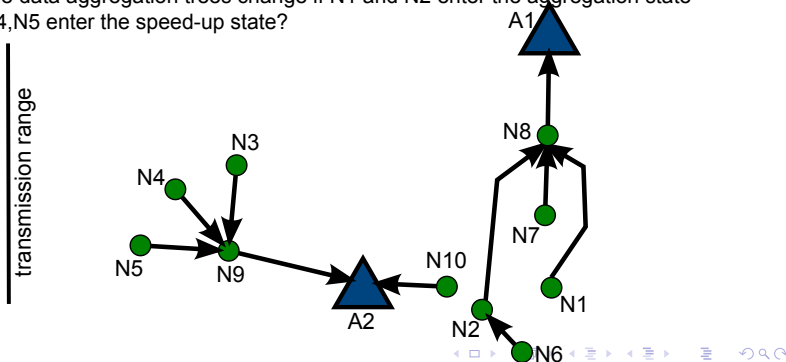 data aggregation trees change if N1 and N2 enter the aggregation state
4,N5 enter the speed-up state?
A1
transmission range
N8
N3
N4
N7
N5
N9
N10
N1
A2
N2
N6